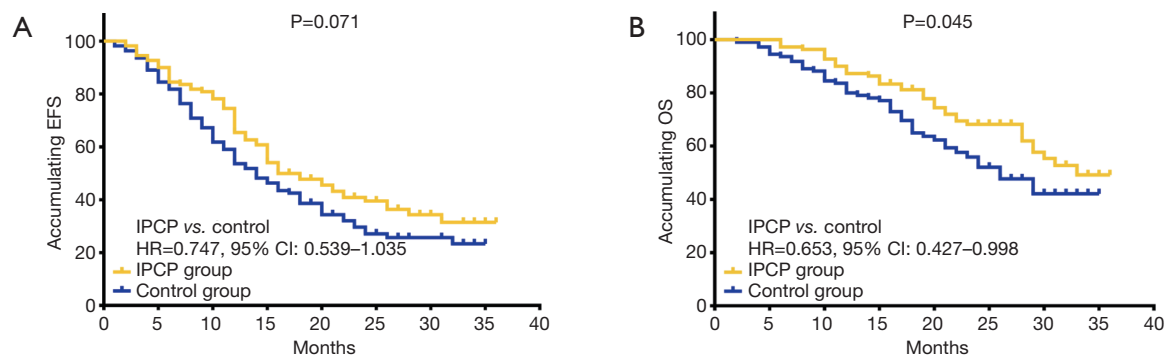 A
P=0.071
Accumulating EFS
100
80
60
40
20
0
IPCP vs. control
HR=0.747, 95% CI: 0.539–1.035
IPCP group
Control group
0 5 10 15 20 25 30 35 40
Months
B
P=0.045
Accumulating OS
100
80
60
40
20
0
IPCP vs. control
HR=0.653, 95% CI: 0.427–0.998
IPCP group
Control group
0 5 10 15 20 25 30 35 40
Months